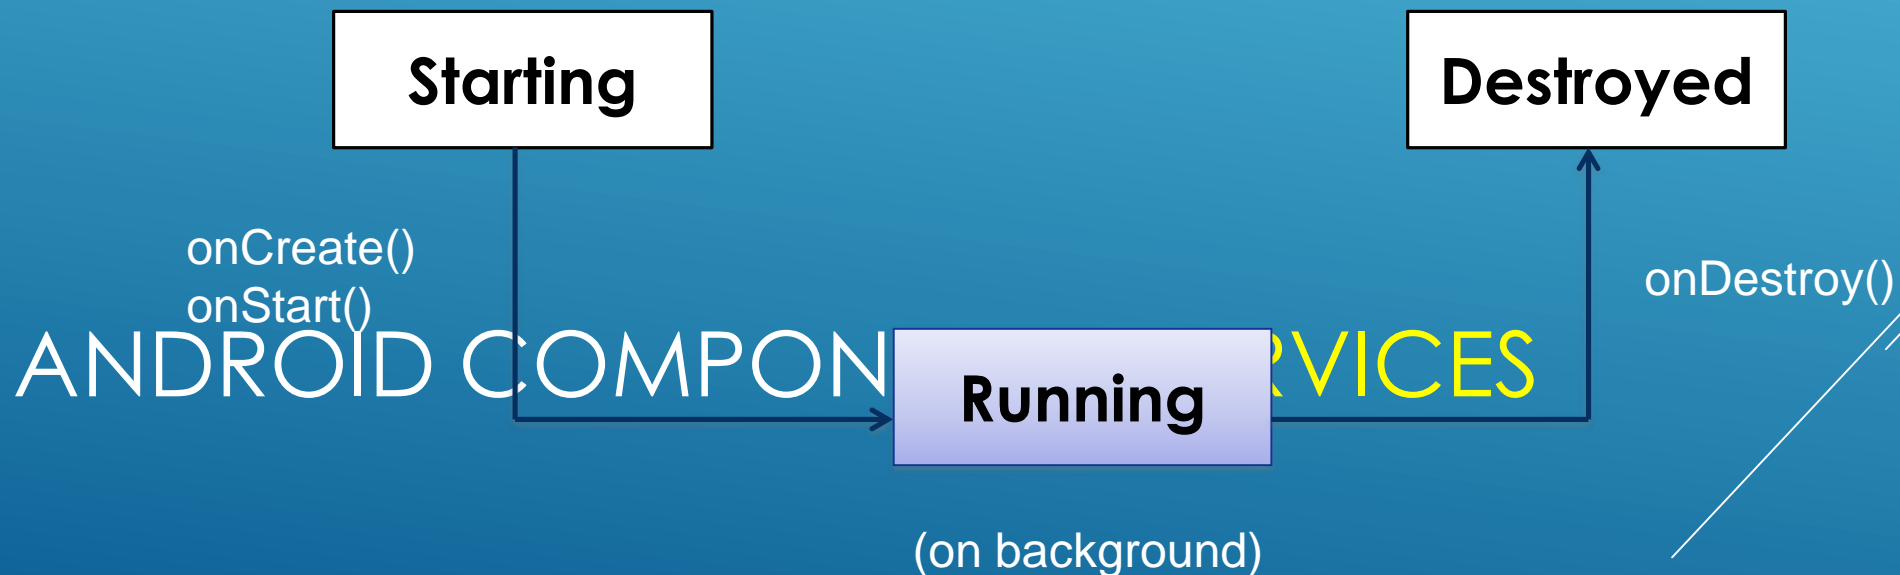 Starting
Destroyed
onCreate()
onStart()
onDestroy()
ANDROID COMPON RVICES
Running
(on background)